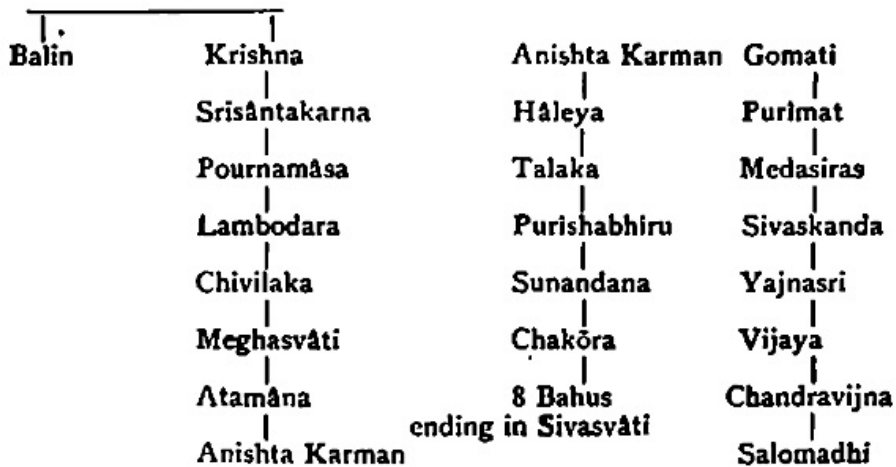 Balin Krishna Anishta Karman Gomati
Srisântakarna Hâleya Purimat
Pournamâsa Talaka Medasiras
Lambodara Purishabhiru Sivaskanda
Chivilaka Sunandana Yajnasri
Meghasvâti Chakōra Vijaya
Atamâna 8 Bahus Chandravijna
ending in Sivasvâti
Anishta Karman Salomadhi